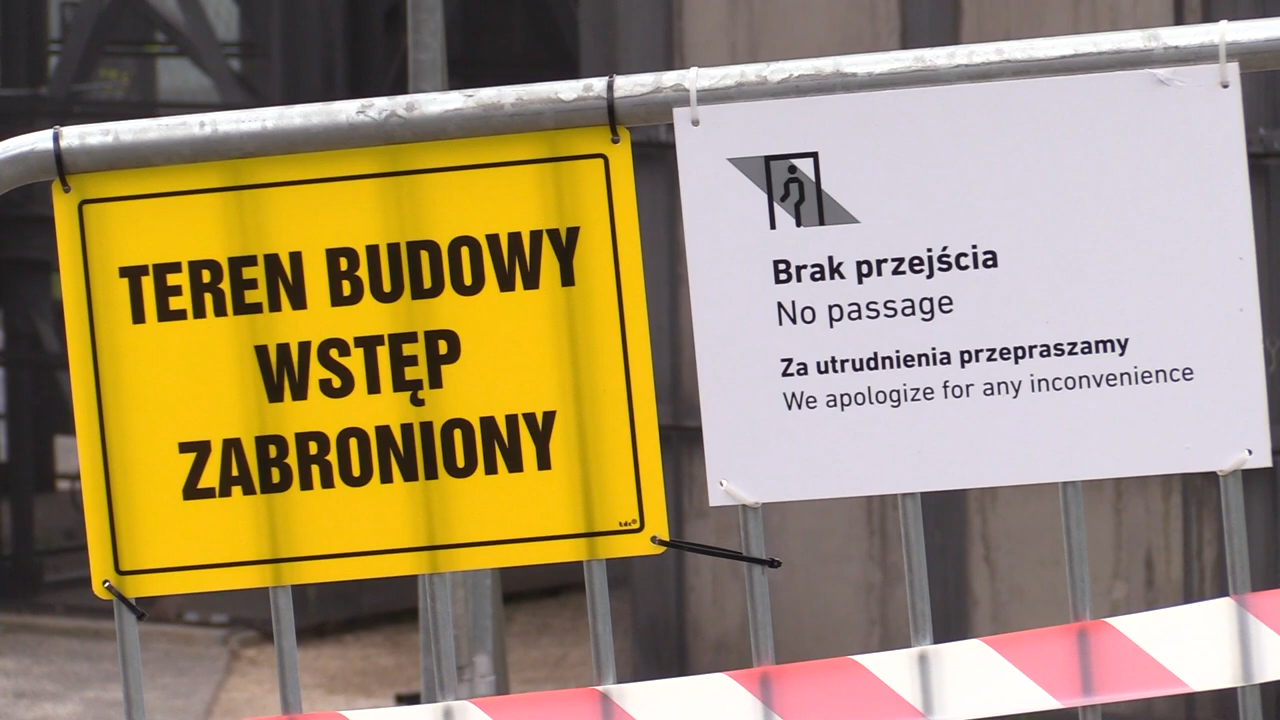 TEREN BUDOWY
WSTĘP
ZABRONIONY
Brak przejścia
No passage
Za utrudnienia przepraszamy
We apologize for any inconvenience